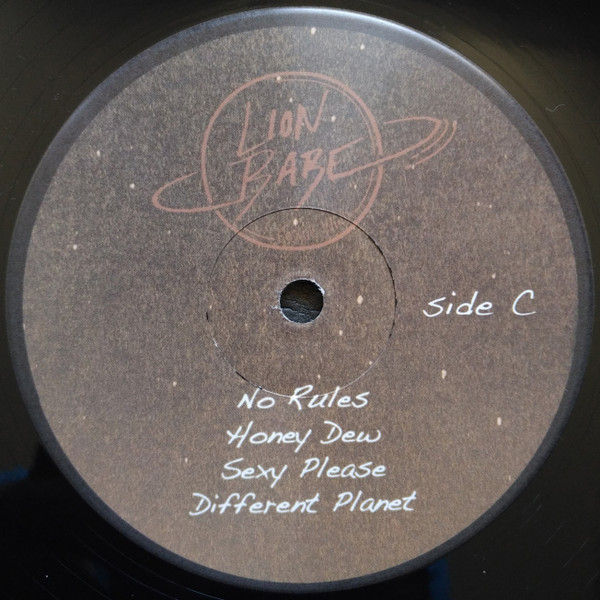 LION
BABE
side C
No Rules
Honey Dew
Sexy Please
Different Planet